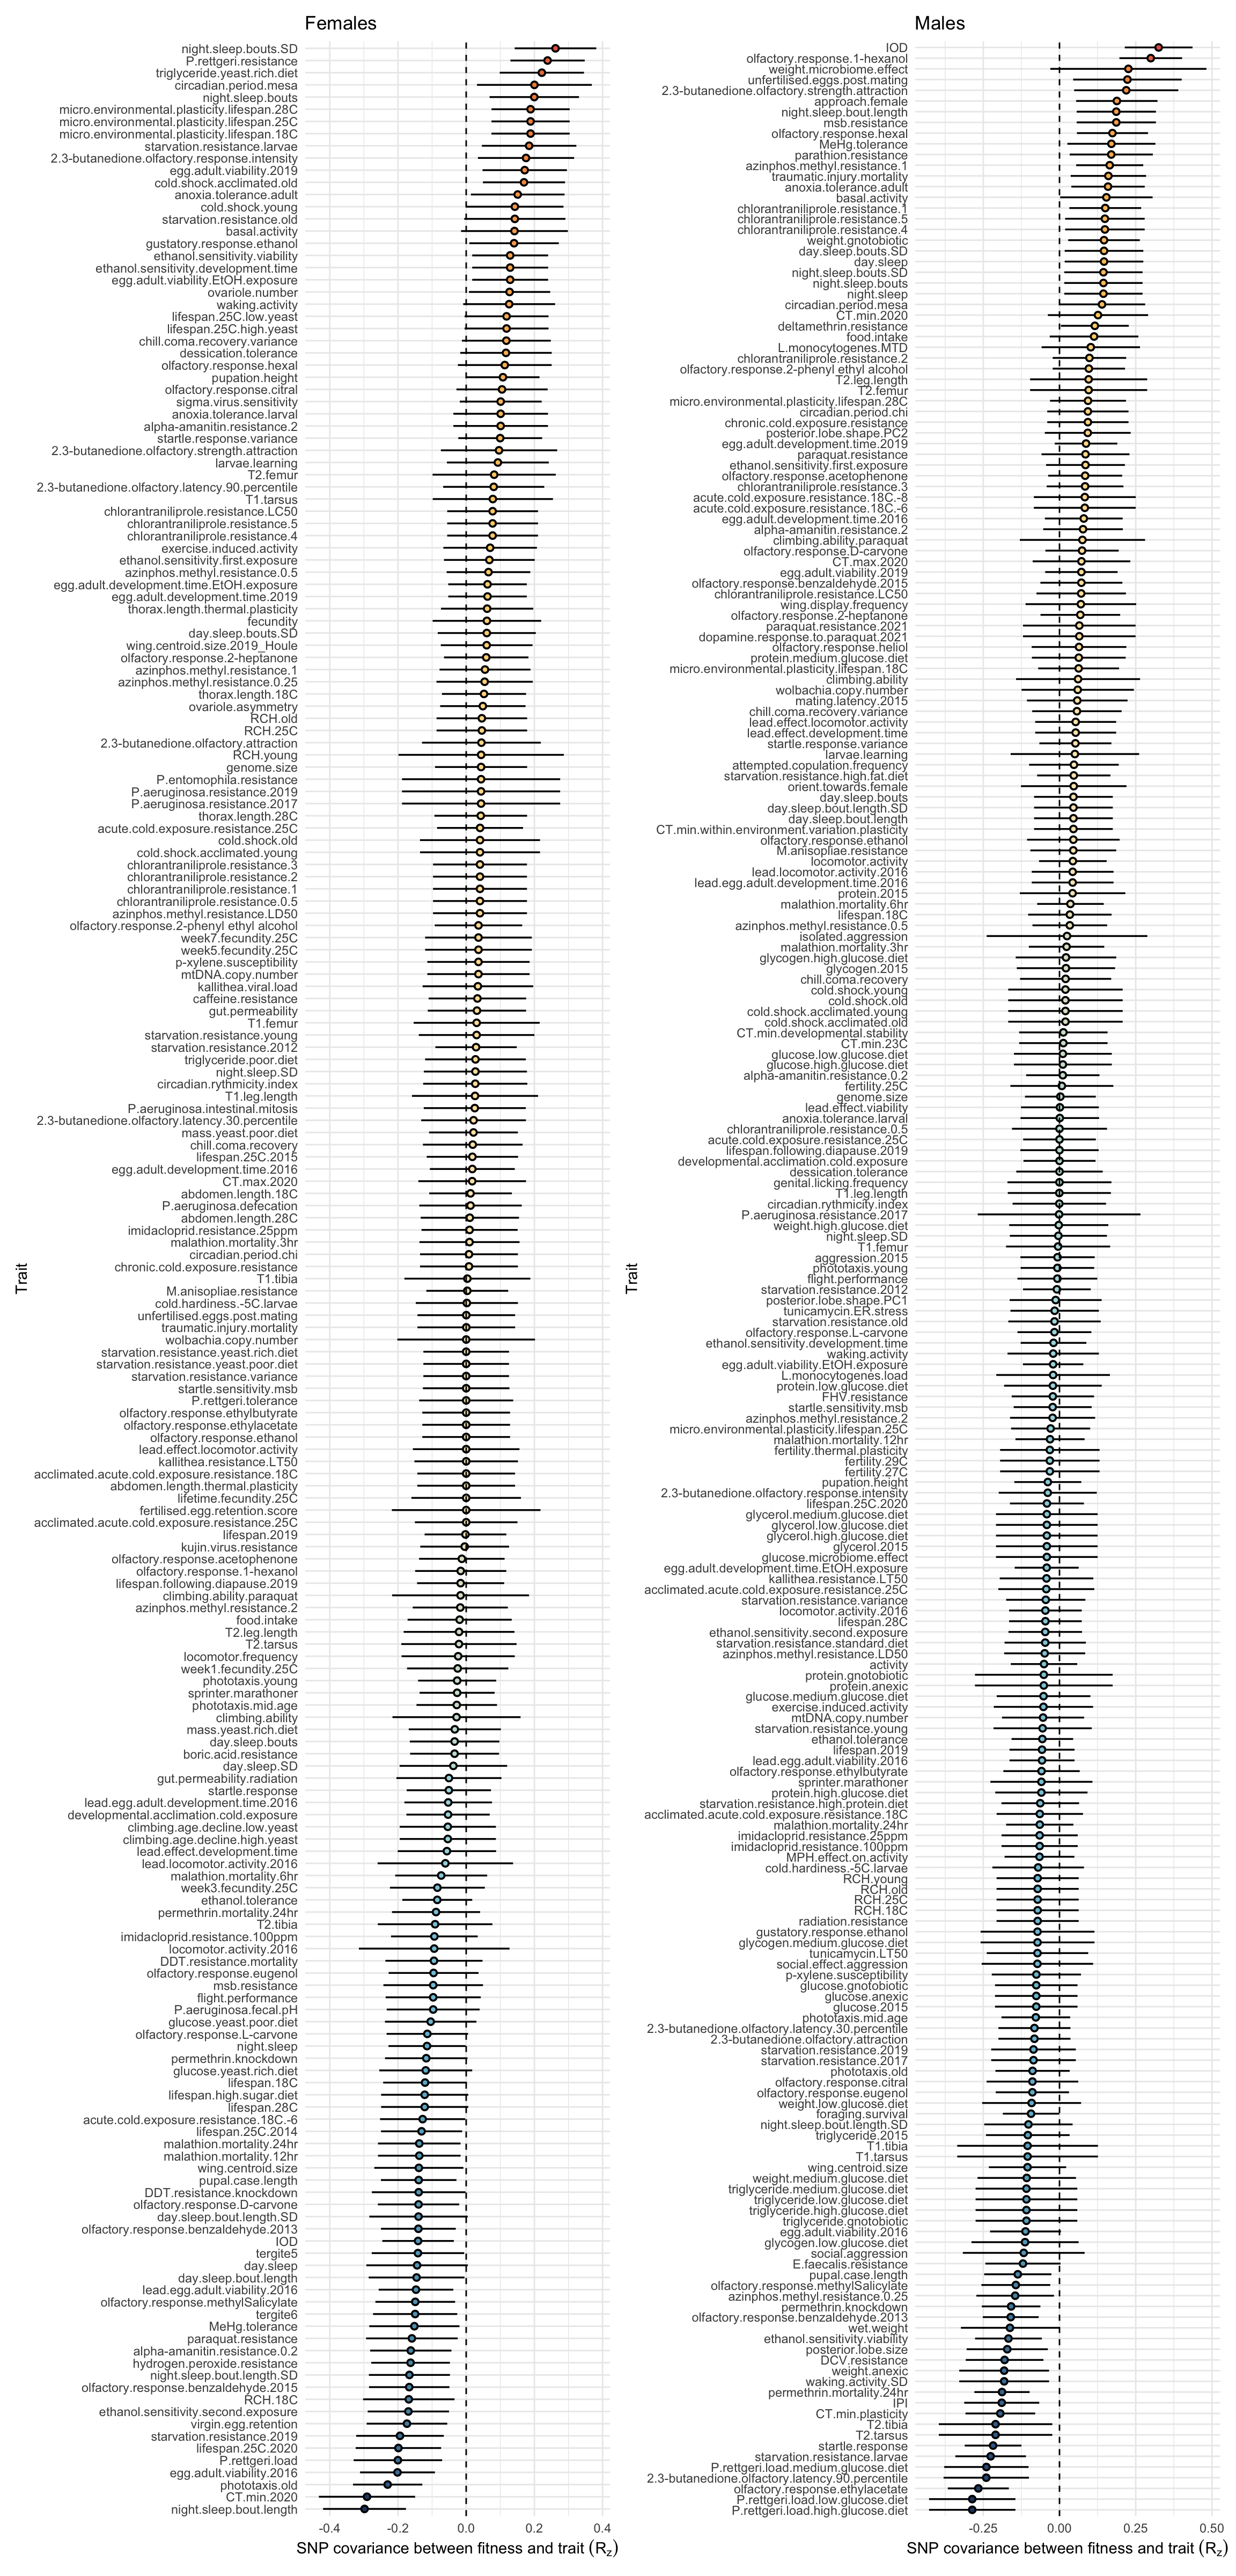 Females
night.sleep.bouts.SD
P.rettgeri.resistance
triglyceride.yeast.rich.diet
circadian.period.mesa
night.sleep.bouts
micro.environmental.plasticity.lifespan.28C
micro.environmental.plasticity.lifespan.25C
micro.environmental.plasticity.lifespan.18C
starvation.resistance.larvae
2.3-butanedione.olfactory.response.intensity
egg.adult.viability.2019
cold.shock.acclimated.old
anoxia.tolerance.adult
cold.shock.young
starvation.resistance.old
basal.activity
gustatory.response.ethanol
ethanol.sensitivity.viability
ethanol.sensitivity.development.time
egg.adult.viability.EtOH.exposure
ovariole.number
waking.activity
lifespan.25C.low.yeast
lifespan.25C.high.yeast
chill.coma.recovery.variance
dessication.tolerance
olfactory.response.hexal
pupation.height
olfactory.response.citral
sigma.virus.sensitivity
anoxia.tolerance.larval
alpha-amanitin.resistance.2
startle.response.variance
2.3-butanedione.olfactory.strength.attraction
larvae.learning
T2.femur
2.3-butanedione.olfactory.latency.90.percentile
T1.tarsus
chlorantraniliprole.resistance.LC50
chlorantraniliprole.resistance.5
chlorantraniliprole.resistance.4
exercise.induced.activity
ethanol.sensitivity.first.exposure
azinphos.methyl.resistance.0.5
egg.adult.development.time.EtOH.exposure
egg.adult.development.time.2019
thorax.length.thermal.plasticity
fecundity
day.sleep.bouts.SD
wing.centroid.size.2019_Houle
olfactory.response.2-heptanone
azinphos.methyl.resistance.1
azinphos.methyl.resistance.0.25
thorax.length.18C
ovariole.asymmetry
RCH.old
RCH.25C
2.3-butanedione.olfactory.attraction
RCH.young
genome.size
P.entomophila.resistance
P.aeruginosa.resistance.2019
P.aeruginosa.resistance.2017
thorax.length.28C
acute.cold.exposure.resistance.25C
cold.shock.old
cold.shock.acclimated.young
chlorantraniliprole.resistance.3
chlorantraniliprole.resistance.2
chlorantraniliprole.resistance.1
chlorantraniliprole.resistance.0.5
azinphos.methyl.resistance.LD50
olfactory.response.2-phenyl ethyl alcohol
week7.fecundity.25C
week5.fecundity.25C
p-xylene.susceptibility
mtDNA.copy.number
kallithea.viral.load
caffeine.resistance
gut.permeability
T1.femur
starvation.resistance.young
starvation.resistance.2012
triglyceride.poor.diet
night.sleep.SD
circadian.rythmicity.index
T1.leg.length
P.aeruginosa.intestinal.mitosis
2.3-butanedione.olfactory.latency.30.percentile
mass.yeast.poor.diet
chill.coma.recovery
lifespan.25C.2015
egg.adult.development.time.2016
CT.max.2020
abdomen.length.18C
P.aeruginosa.defecation
abdomen.length.28C
imidacloprid.resistance.25ppm
malathion.mortality.3hr
circadian.period.chi
chronic.cold.exposure.resistance
T1.tibia
M.anisopliae.resistance
cold.hardiness.-5C.larvae
unfertilised.eggs.post.mating
traumatic.injury.mortality
wolbachia.copy.number
starvation.resistance.yeast.rich.diet
starvation.resistance.yeast.poor.diet
starvation.resistance.variance
startle.sensitivity.msb
P.rettgeri.tolerance
olfactory.response.ethylbutyrate
olfactory.response.ethylacetate
olfactory.response.ethanol
lead.effect.locomotor.activity
kallithea.resistance.LT50
acclimated.acute.cold.exposure.resistance.18C
abdomen.length.thermal.plasticity
lifetime.fecundity.25C
fertilised.egg.retention.score
acclimated.acute.cold.exposure.resistance.25C
lifespan.2019
kujin.virus.resistance
olfactory.response.acetophenone
olfactory.response.1-hexanol
lifespan.following.diapause.2019
climbing.ability.paraquat
azinphos.methyl.resistance.2
food.intake
T2.leg.length
T2.tarsus
locomotor.frequency
week1.fecundity.25C
phototaxis.young
sprinter.marathoner
phototaxis.mid.age
climbing.ability
mass.yeast.rich.diet
day.sleep.bouts
boric.acid.resistance
day.sleep.SD
gut.permeability.radiation
startle.response
lead.egg.adult.development.time.2016
developmental.acclimation.cold.exposure
climbing.age.decline.low.yeast
climbing.age.decline.high.yeast
lead.effect.development.time
lead.locomotor.activity.2016
malathion.mortality.6hr
week3.fecundity.25C
ethanol.tolerance
permethrin.mortality.24hr
T2.tibia
imidacloprid.resistance.100ppm
locomotor.activity.2016
DDT.resistance.mortality
olfactory.response.eugenol
msb.resistance
flight.performance
P.aeruginosa.fecal.pH
glucose.yeast.poor.diet
olfactory.response.L-carvone
night.sleep
permethrin.knockdown
glucose.yeast.rich.diet
lifespan.18C
lifespan.high.sugar.diet
lifespan.28C
acute.cold.exposure.resistance.18C.-6
lifespan.25C.2014
malathion.mortality.24hr
malathion.mortality.12hr
wing.centroid.size
pupal.case.length
DDT.resistance.knockdown
olfactory.response.D-carvone
day.sleep.bout.length.SD
olfactory.response.benzaldehyde.2013
IOD
tergite5
day.sleep
day.sleep.bout.length
lead.egg.adult.viability.2016
olfactory.response.methylSalicylate
tergite6
MeHg.tolerance
paraquat.resistance
alpha-amanitin.resistance.0.2
hydrogen.peroxide.resistance
night.sleep.bout.length.SD
olfactory.response.benzaldehyde.2015
RCH.18C
ethanol.sensitivity.second.exposure
virgin.egg.retention
starvation.resistance.2019
lifespan.25C.2020
P.rettgeri.load
egg.adult.viability.2016
phototaxis.old
CT.min.2020
night.sleep.bout.length
Trait
-0.4 -0.2 0.0 0.2 0.4
SNP covariance between fitness and trait (Rz)
Males
IOD
olfactory.response.1-hexanol
weight.microbiome.effect
unfertilised.eggs.post.mating
2.3-butanedione.olfactory.strength.attraction
approach.female
night.sleep.bout.length
msb.resistance
olfactory.response.hexal
MeHg.tolerance
parathion.resistance
azinphos.methyl.resistance.1
traumatic.injury.mortality
anoxia.tolerance.adult
basal.activity
chlorantraniliprole.resistance.1
chlorantraniliprole.resistance.5
chlorantraniliprole.resistance.4
weight.gnotobiotic
day.sleep.bouts.SD
day.sleep
night.sleep.bouts.SD
night.sleep.bouts
night.sleep
circadian.period.mesa
CT.min.2020
deltamethrin.resistance
food.intake
L.monocytogenes.MTD
chlorantraniliprole.resistance.2
olfactory.response.2-phenyl ethyl alcohol
T2.leg.length
T2.femur
micro.environmental.plasticity.lifespan.28C
circadian.period.chi
chronic.cold.exposure.resistance
posterior.lobe.shape.PC2
egg.adult.development.time.2019
paraquat.resistance
ethanol.sensitivity.first.exposure
olfactory.response.acetophenone
chlorantraniliprole.resistance.3
acute.cold.exposure.resistance.18C.-8
acute.cold.exposure.resistance.18C.-6
egg.adult.development.time.2016
alpha-amanitin.resistance.2
climbing.ability.paraquat
olfactory.response.D-carvone
CT.max.2020
egg.adult.viability.2019
olfactory.response.benzaldehyde.2015
chlorantraniliprole.resistance.LC50
wing.display.frequency
olfactory.response.2-heptanone
paraquat.resistance.2021
dopamine.response.to.paraquat.2021
olfactory.response.heliol
protein.medium.glucose.diet
micro.environmental.plasticity.lifespan.18C
climbing.ability
wolbachia.copy.number
mating.latency.2015
chill.coma.recovery.variance
lead.effect.locomotor.activity
lead.effect.development.time
startle.response.variance
larvae.learning
attempted.copulation.frequency
starvation.resistance.high.fat.diet
orient.towards.female
day.sleep.bouts
day.sleep.bout.length.SD
day.sleep.bout.length
CT.min.within.environment.variation.plasticity
olfactory.response.ethanol
M.anisopliae.resistance
locomotor.activity
lead.locomotor.activity.2016
lead.egg.adult.development.time.2016
protein.2015
malathion.mortality.6hr
lifespan.18C
azinphos.methyl.resistance.0.5
isolated.aggression
malathion.mortality.3hr
glycogen.high.glucose.diet
glycogen.2015
chill.coma.recovery
cold.shock.young
cold.shock.old
cold.shock.acclimated.young
cold.shock.acclimated.old
CT.min.developmental.stability
CT.min.23C
glucose.low.glucose.diet
glucose.high.glucose.diet
alpha-amanitin.resistance.0.2
fertility.25C
genome.size
lead.effect.viability
anoxia.tolerance.larval
chlorantraniliprole.resistance.0.5
acute.cold.exposure.resistance.25C
lifespan.following.diapause.2019
developmental.acclimation.cold.exposure
dessication.tolerance
genital.licking.frequency
T1.leg.length
circadian.rythmicity.index
P.aeruginosa.resistance.2017
weight.high.glucose.diet
night.sleep.SD
T1.femur
aggression.2015
phototaxis.young
flight.performance
starvation.resistance.2012
posterior.lobe.shape.PC1
tunicamycin.ER.stress
starvation.resistance.old
olfactory.response.L-carvone
ethanol.sensitivity.development.time
waking.activity
egg.adult.viability.EtOH.exposure
L.monocytogenes.load
protein.low.glucose.diet
FHV.resistance
startle.sensitivity.msb
azinphos.methyl.resistance.2
micro.environmental.plasticity.lifespan.25C
malathion.mortality.12hr
fertility.thermal.plasticity
fertility.29C
fertility.27C
pupation.height
2.3-butanedione.olfactory.response.intensity
lifespan.25C.2020
glycerol.medium.glucose.diet
glycerol.low.glucose.diet
glycerol.high.glucose.diet
glycerol.2015
glucose.microbiome.effect
egg.adult.development.time.EtOH.exposure
kallithea.resistance.LT50
acclimated.acute.cold.exposure.resistance.25C
starvation.resistance.variance
locomotor.activity.2016
lifespan.28C
ethanol.sensitivity.second.exposure
starvation.resistance.standard.diet
azinphos.methyl.resistance.LD50
activity
protein.gnotobiotic
protein.anexic
glucose.medium.glucose.diet
exercise.induced.activity
mtDNA.copy.number
starvation.resistance.young
ethanol.tolerance
lifespan.2019
lead.egg.adult.viability.2016
olfactory.response.ethylbutyrate
sprinter.marathoner
protein.high.glucose.diet
starvation.resistance.high.protein.diet
acclimated.acute.cold.exposure.resistance.18C
malathion.mortality.24hr
imidacloprid.resistance.25ppm
imidacloprid.resistance.100ppm
MPH.effect.on.activity
cold.hardiness.-5C.larvae
RCH.young
RCH.old
RCH.25C
RCH.18C
radiation.resistance
gustatory.response.ethanol
glycogen.medium.glucose.diet
tunicamycin.LT50
social.effect.aggression
p-xylene.susceptibility
glucose.gnotobiotic
glucose.anexic
glucose.2015
phototaxis.mid.age
2.3-butanedione.olfactory.latency.30.percentile
2.3-butanedione.olfactory.attraction
starvation.resistance.2019
starvation.resistance.2017
phototaxis.old
olfactory.response.citral
olfactory.response.eugenol
weight.low.glucose.diet
foraging.survival
night.sleep.bout.length.SD
triglyceride.2015
T1.tibia
T1.tarsus
wing.centroid.size
weight.medium.glucose.diet
triglyceride.medium.glucose.diet
triglyceride.low.glucose.diet
triglyceride.high.glucose.diet
triglyceride.gnotobiotic
egg.adult.viability.2016
glycogen.low.glucose.diet
social.aggression
E.faecalis.resistance
pupal.case.length
olfactory.response.methylSalicylate
azinphos.methyl.resistance.0.25
permethrin.knockdown
olfactory.response.benzaldehyde.2013
wet.weight
ethanol.sensitivity.viability
posterior.lobe.size
DCV.resistance
weight.anexic
waking.activity.SD
permethrin.mortality.24hr
IPI
CT.min.plasticity
T2.tibia
T2.tarsus
startle.response
starvation.resistance.larvae
P.rettgeri.load.medium.glucose.diet
2.3-butanedione.olfactory.latency.90.percentile
olfactory.response.ethylacetate
P.rettgeri.load.low.glucose.diet
P.rettgeri.load.high.glucose.diet
Trait
-0.25 0.00 0.25 0.50
SNP covariance between fitness and trait (Rz)